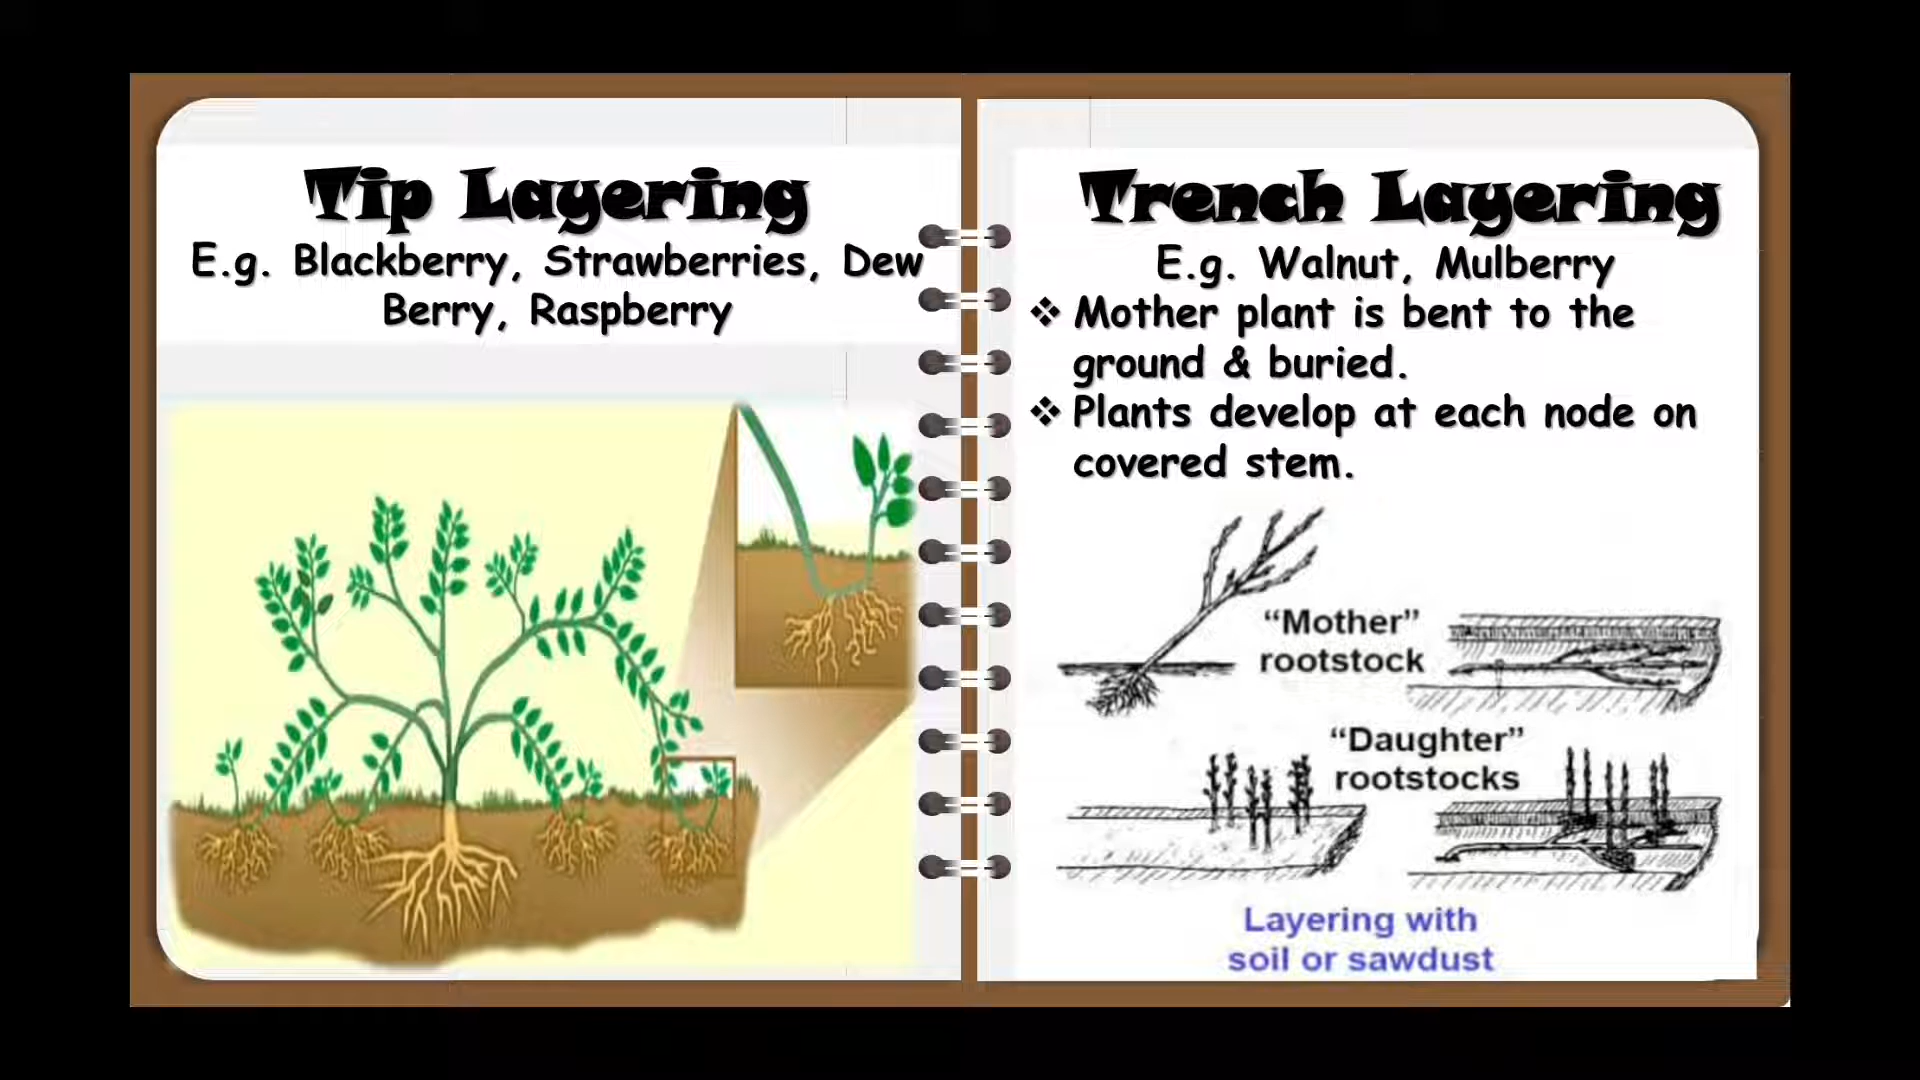 Tip Layering
E.g. Blackberry, Strawberries, Dew
Berry, Raspberry
Trench Layering
E.g. Walnut, Mulberry
❖ Mother plant is bent to the
ground & buried.
❖ Plants develop at each node on
covered stem.
“Mother”
rootstock
“Daughter”
rootstocks
Layering with
soil or sawdust